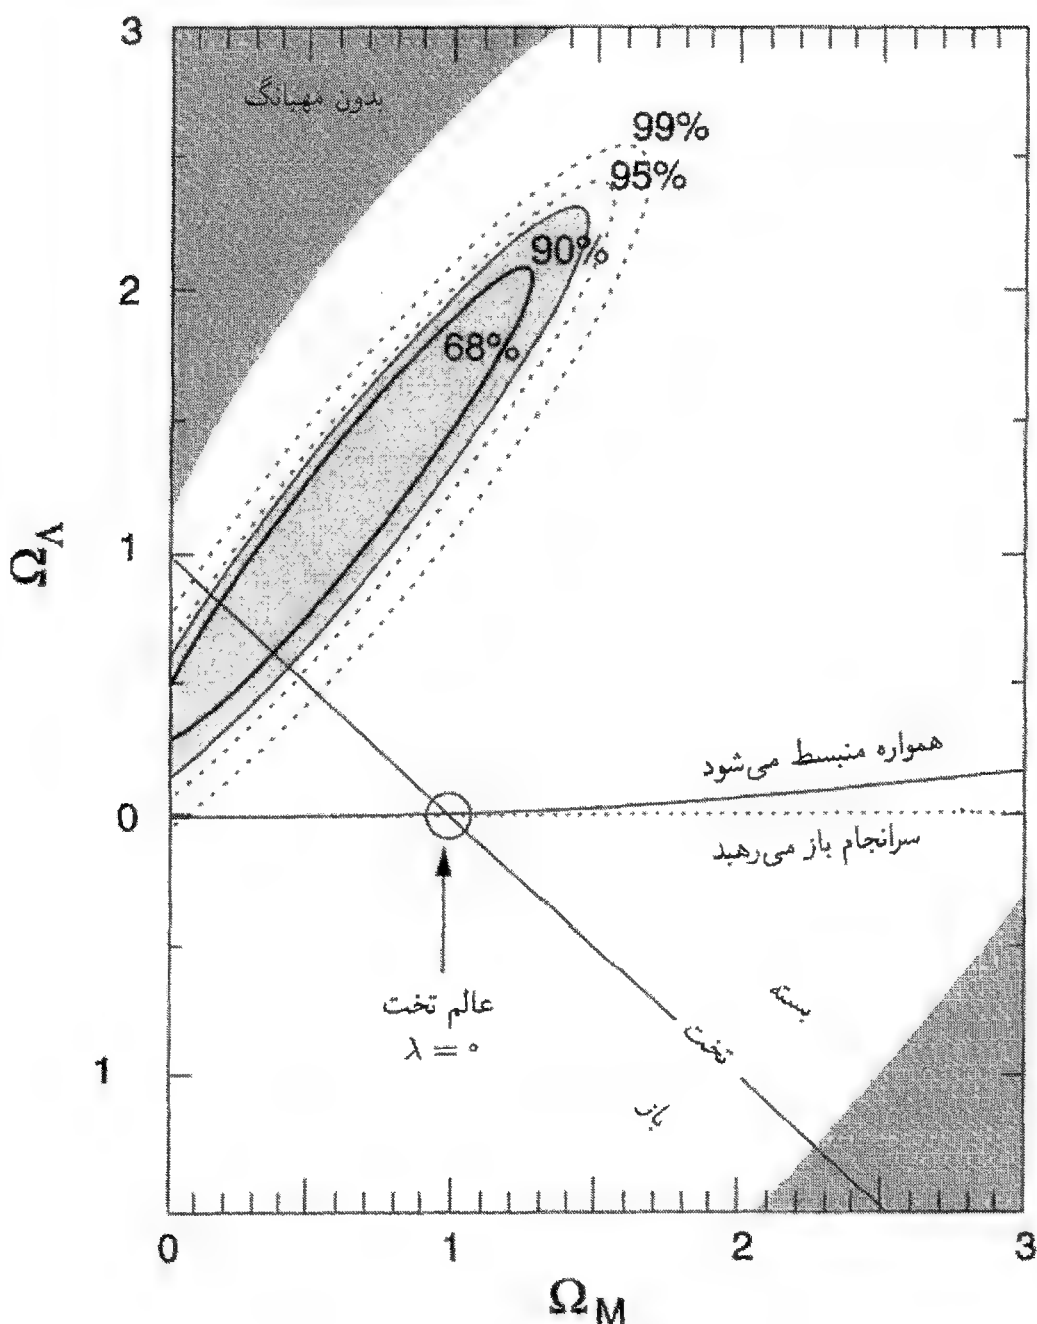 3
بدون مهبانگ
99%
95%
90%
2
68%
Ω_Λ
1
همواره منبسط می‌شود
0
سرانجام باز می‌رمبد
عالم تخت
λ = ۰
بسته
تخت
1
باز
0
1
2
3
Ω_M